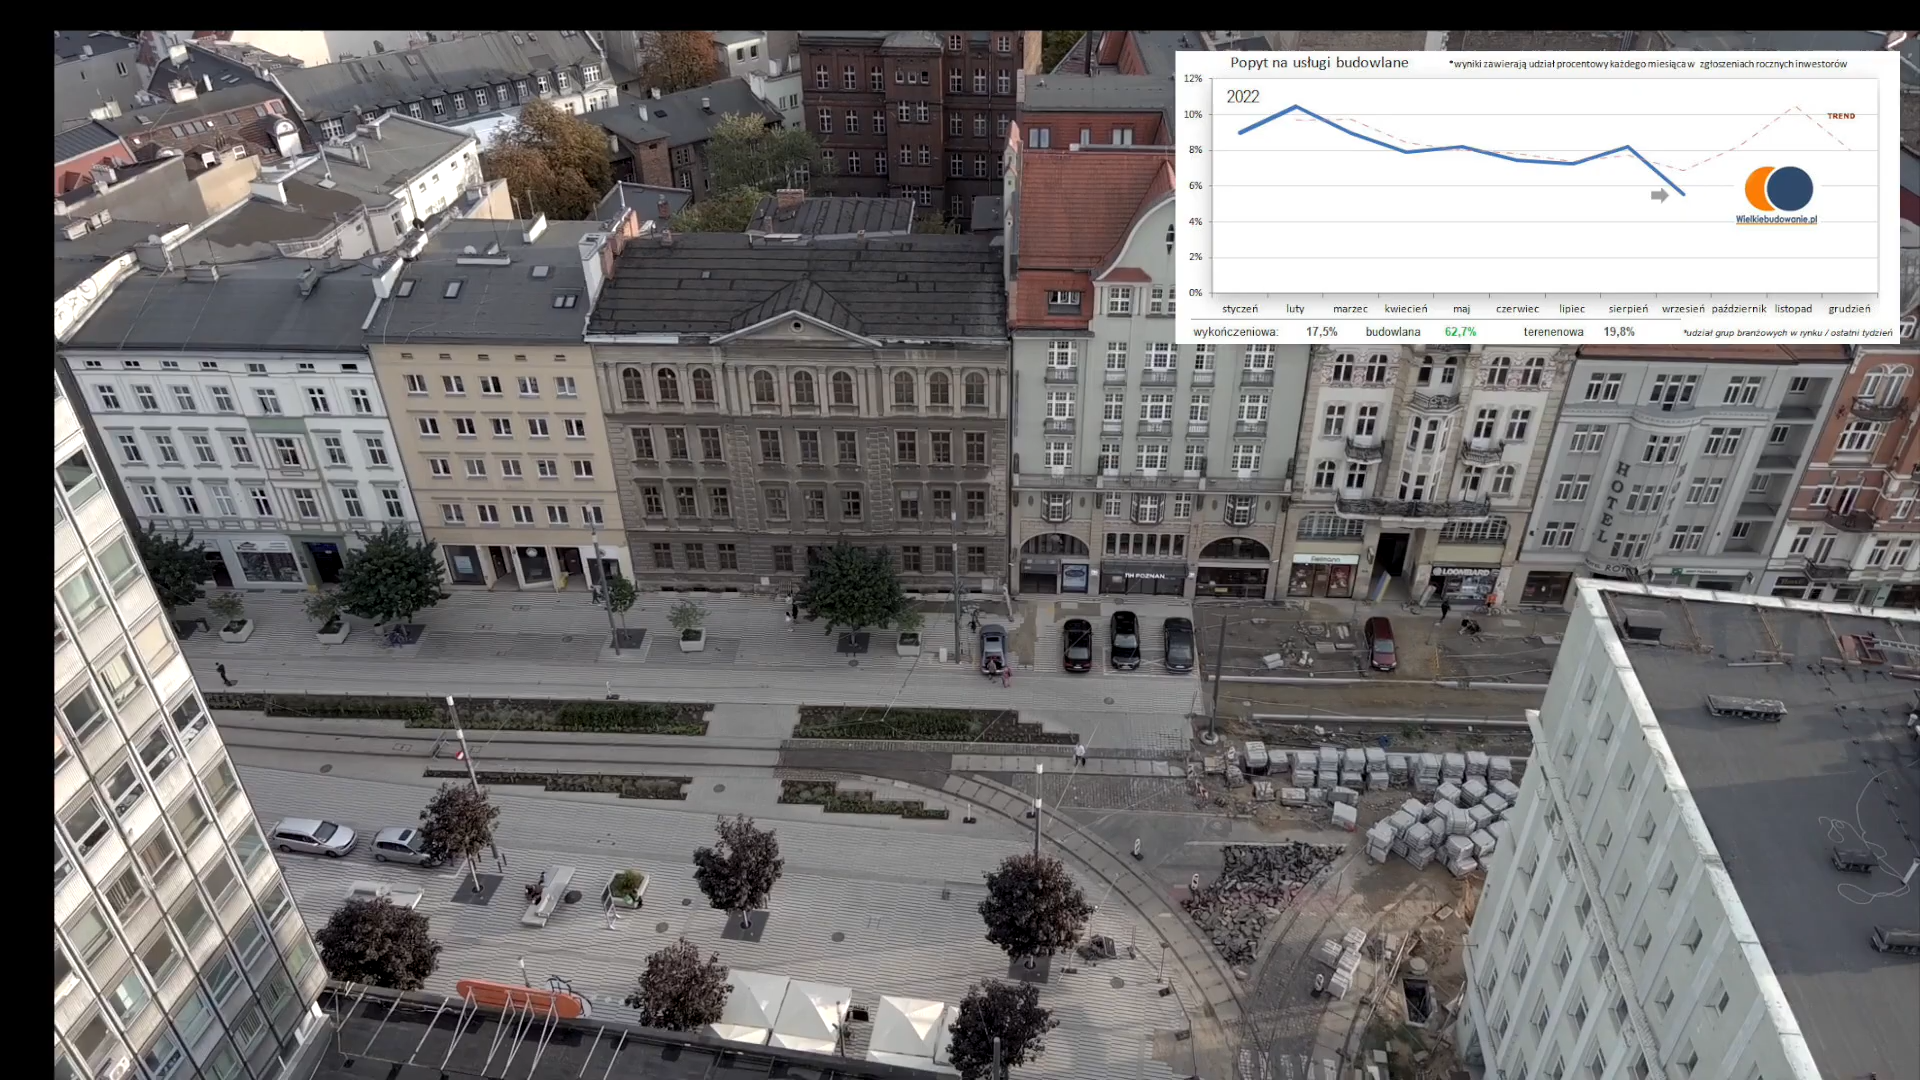 Popyt na usługi budowlane
*wyniki zawierają udział procentowy każdego miesiąca w zgłoszeniach rocznych inwestorów
12%
2022
10%
TREND
8%
6%
Wielkiebudowanie.pl
4%
2%
0%
styczeń luty marzec kwiecień maj czerwiec lipiec sierpień wrzesień październik listopad grudzień
wykończeniowa: 17,5% budowlana 62,7% terenenowa 19,8% *udział grup branżowych w rynku / ostatni tydzień
HOTEL
Fielmann
LOOMBARD
POZNAŃ